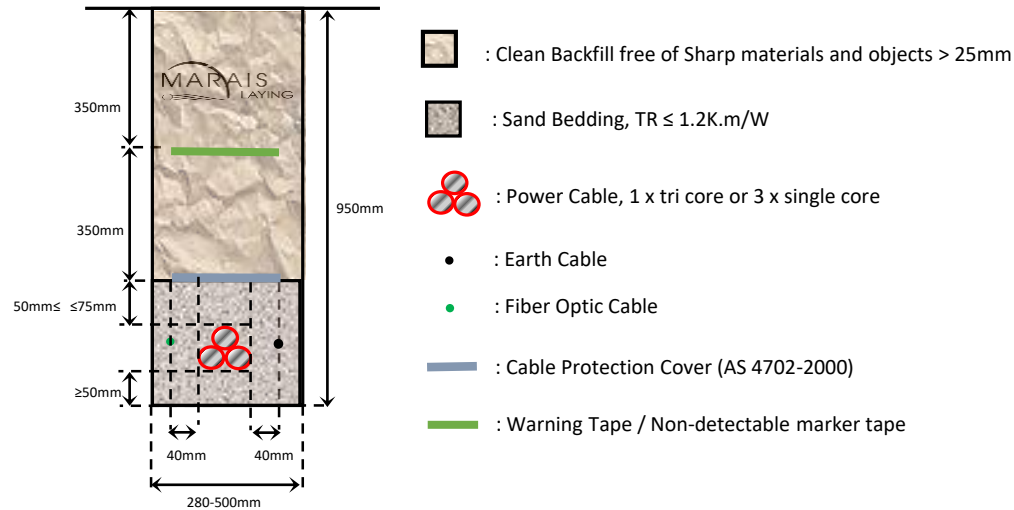 MARAIS
LAYING
350mm
350mm
950mm
50mm≤ ≤75mm
≥50mm
40mm
40mm
280-500mm
: Clean Backfill free of Sharp materials and objects > 25mm
: Sand Bedding, TR ≤ 1.2K.m/W
: Power Cable, 1 x tri core or 3 x single core
: Earth Cable
: Fiber Optic Cable
: Cable Protection Cover (AS 4702-2000)
: Warning Tape / Non-detectable marker tape